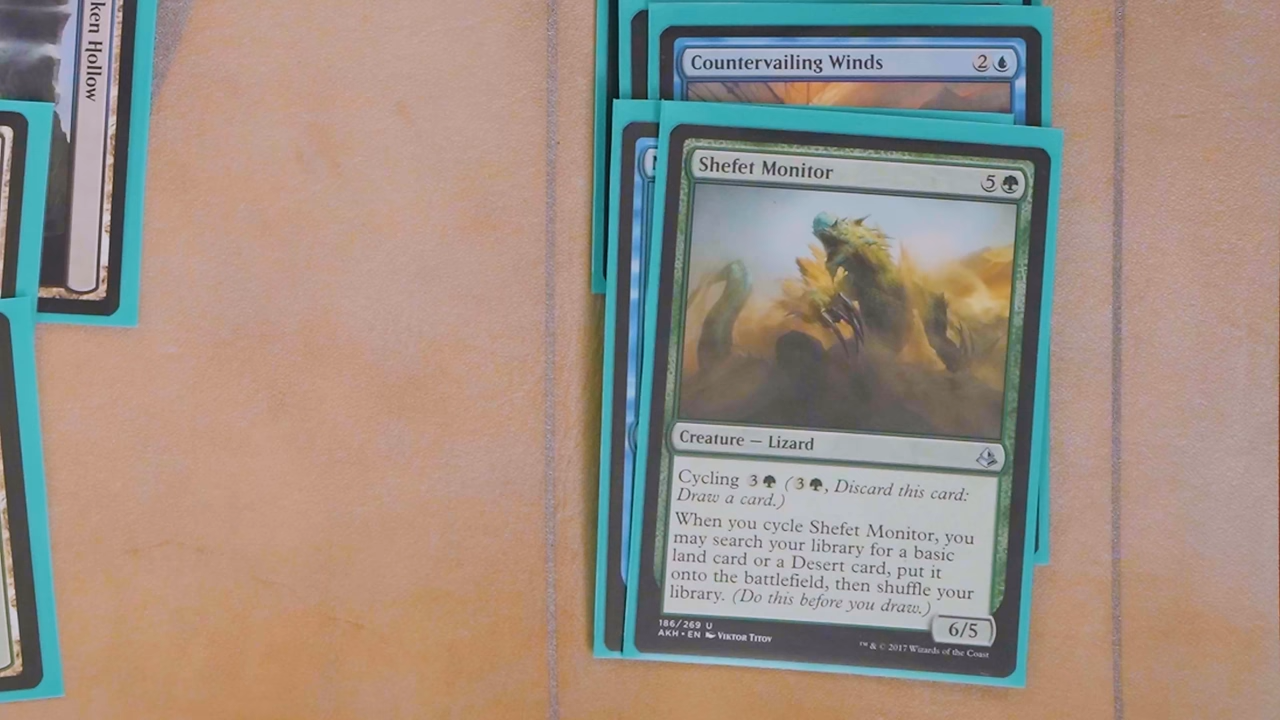 ken Hollow
Countervailing Winds 2
Shefet Monitor 5
Creature — Lizard
Cycling 3 (3, Discard this card:
Draw a card.)
When you cycle Shefet Monitor, you
may search your library for a basic
land card or a Desert card, put it
onto the battlefield, then shuffle your
library. (Do this before you draw.)
6/5
186/269 U
AKH • EN VIKTOR TITOV
™ & © 2017 Wizards of the Coast